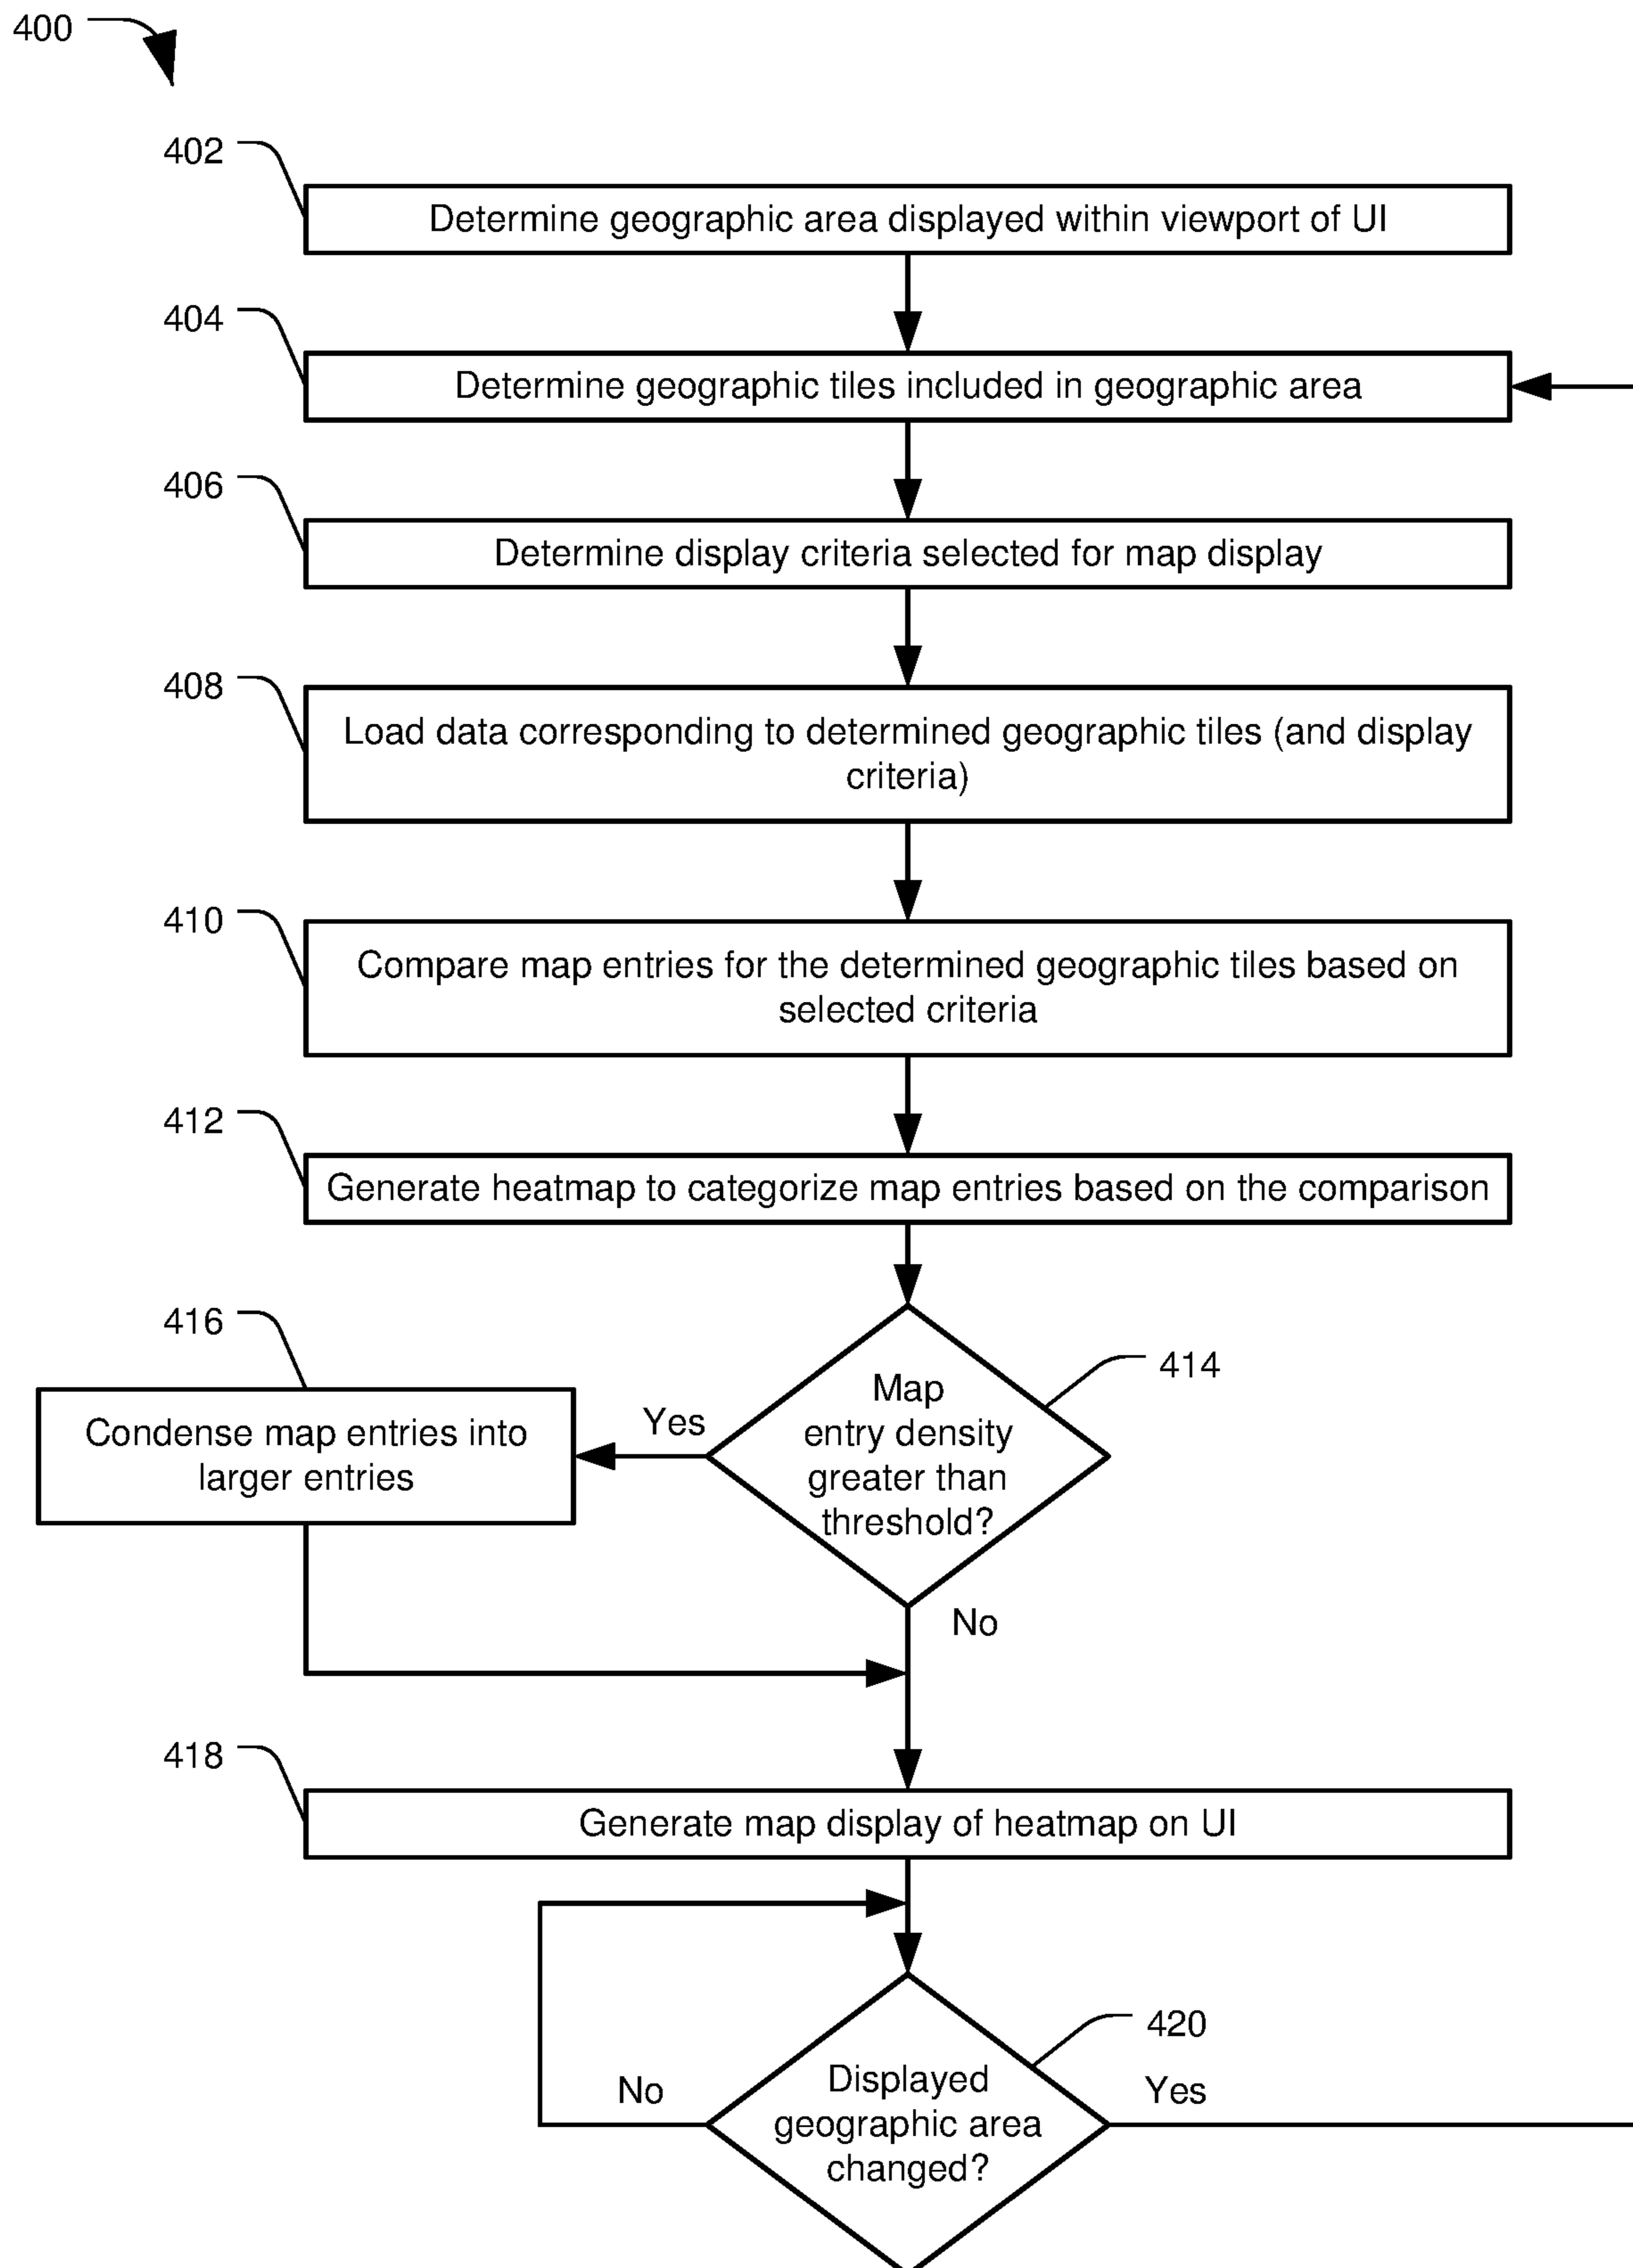 400
402
Determine geographic area displayed within viewport of UI
404
Determine geographic tiles included in geographic area
406
Determine display criteria selected for map display
408
Load data corresponding to determined geographic tiles (and display
criteria)
410
Compare map entries for the determined geographic tiles based on
selected criteria
412
Generate heatmap to categorize map entries based on the comparison
416
Condense map entries into
larger entries
Yes
Map
entry density
greater than
threshold?
414
No
418
Generate map display of heatmap on UI
420
No
Displayed
geographic area
changed?
Yes